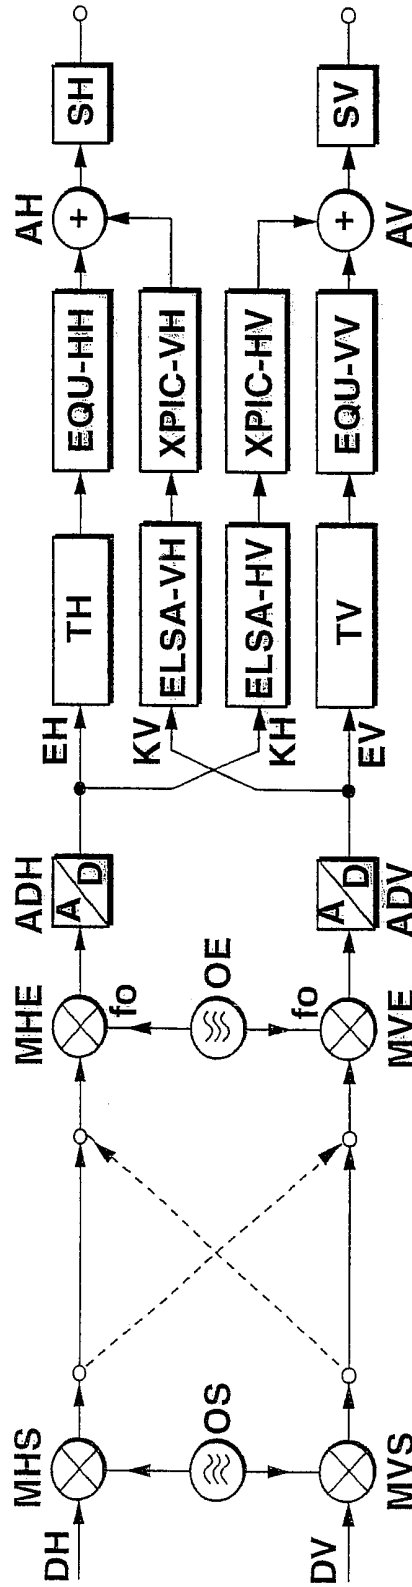 DH
MHS
OS
DV
MVS
MHE
fo
OE
fo
MVE
ADH
A
D
A
D
ADV
EH
KV
KH
EV
TH
ELSA-VH
ELSA-HV
TV
EQU-HH
XPIC-VH
XPIC-HV
EQU-VV
AH
+
+
AV
SH
SV